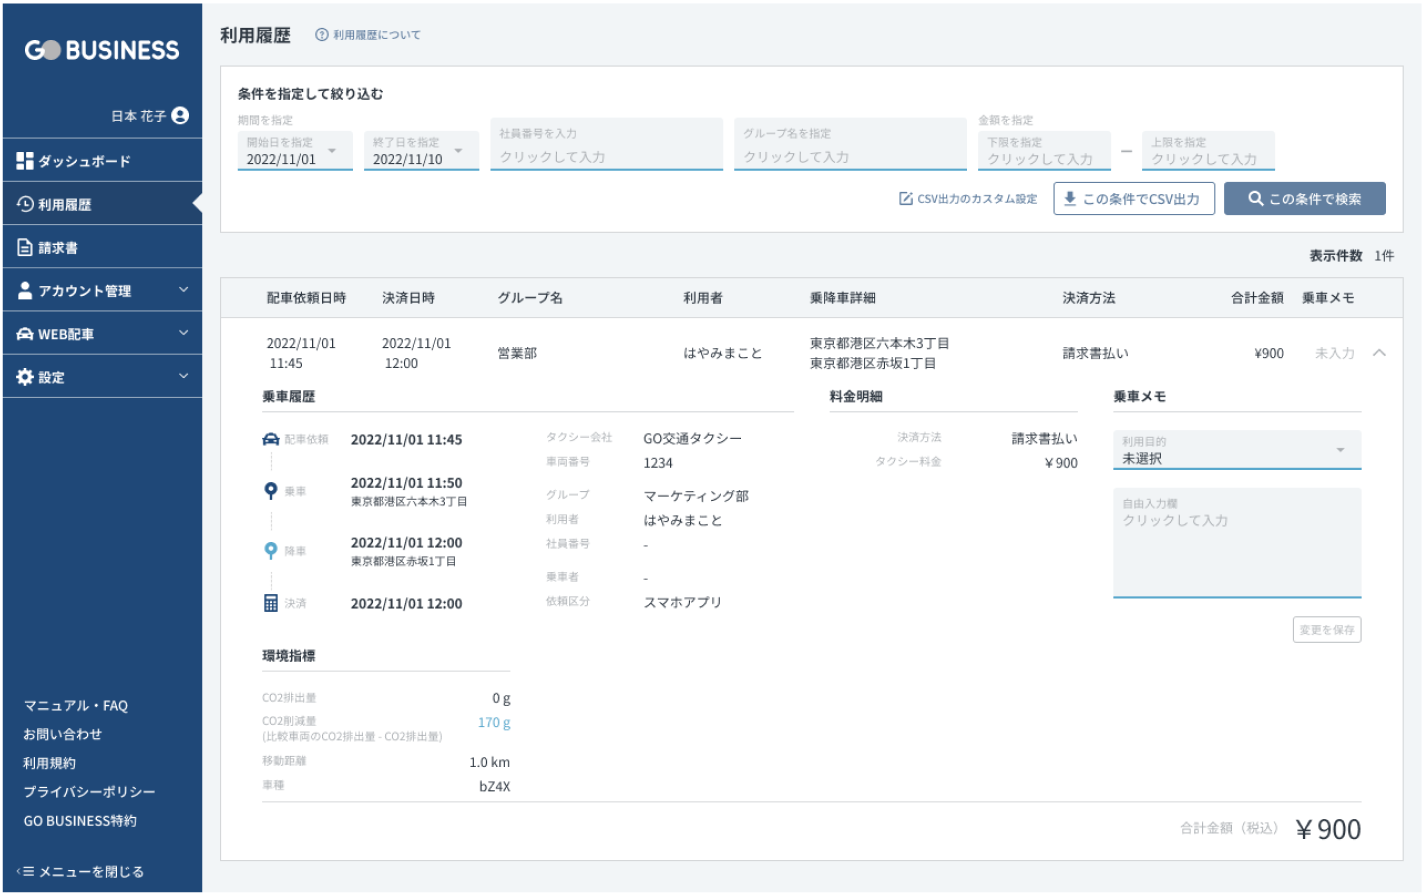 GO BUSINESS
日本 花子
ダッシュボード
利用履歴
請求書
アカウント管理
WEB配車
設定
マニュアル・FAQ
お問い合わせ
利用規約
プライバシーポリシー
GO BUSINESS特約
メニューを閉じる
利用履歴 利用履歴について
条件を指定して絞り込む
期間を指定 金額を指定
開始日を指定 終了日を指定 社員番号を入力 グループ名を指定 下限を指定 上限を指定
2022/11/01 2022/11/10 クリックして入力 クリックして入力 クリックして入力 – クリックして入力
CSV出力のカスタム設定 この条件でCSV出力 この条件で検索
表示件数 1件
配車依頼日時 決済日時 グループ名 利用者 乗降車詳細 決済方法 合計金額 乗車メモ
2022/11/01 2022/11/01 東京都港区六本木3丁目
営業部 はやみまこと 請求書払い ¥900 未入力
11:45 12:00 東京都港区赤坂1丁目
乗車履歴
配車依頼 2022/11/01 11:45
乗車 2022/11/01 11:50
東京都港区六本木3丁目
降車 2022/11/01 12:00
東京都港区赤坂1丁目
決済 2022/11/01 12:00
タクシー会社 GO交通タクシー
車両番号 1234
グループ マーケティング部
利用者 はやみまこと
社員番号 -
乗車者 -
依頼区分 スマホアプリ
料金明細
決済方法 請求書払い
タクシー料金 ¥900
乗車メモ
利用目的
未選択
自由入力欄
クリックして入力
変更を保存
環境指標
CO2排出量 0 g
CO2削減量 170 g
(比較車両のCO2排出量 - CO2排出量)
移動距離 1.0 km
車種 bZ4X
合計金額（税込） ¥900